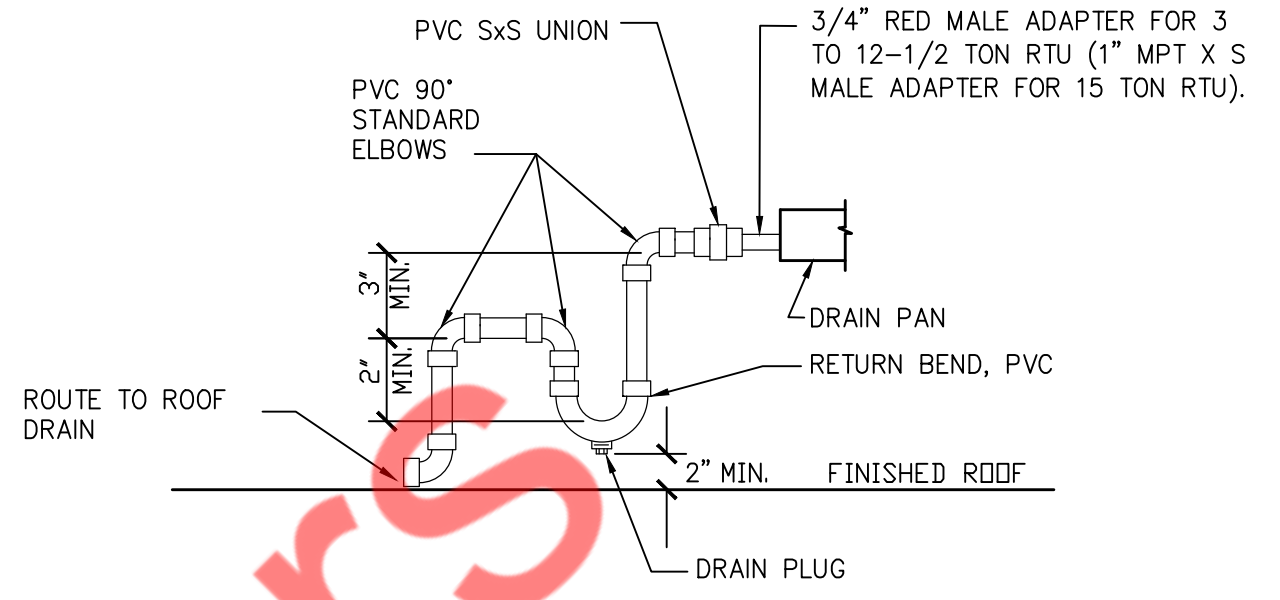 PVC SxS UNION
3/4" RED MALE ADAPTER FOR 3
TO 12-1/2 TON RTU (1" MPT X S
MALE ADAPTER FOR 15 TON RTU).
PVC 90°
STANDARD
ELBOWS
3"
MIN.
DRAIN PAN
2"
MIN.
RETURN BEND, PVC
ROUTE TO ROOF
DRAIN
2" MIN.
FINISHED ROOF
DRAIN PLUG
rs